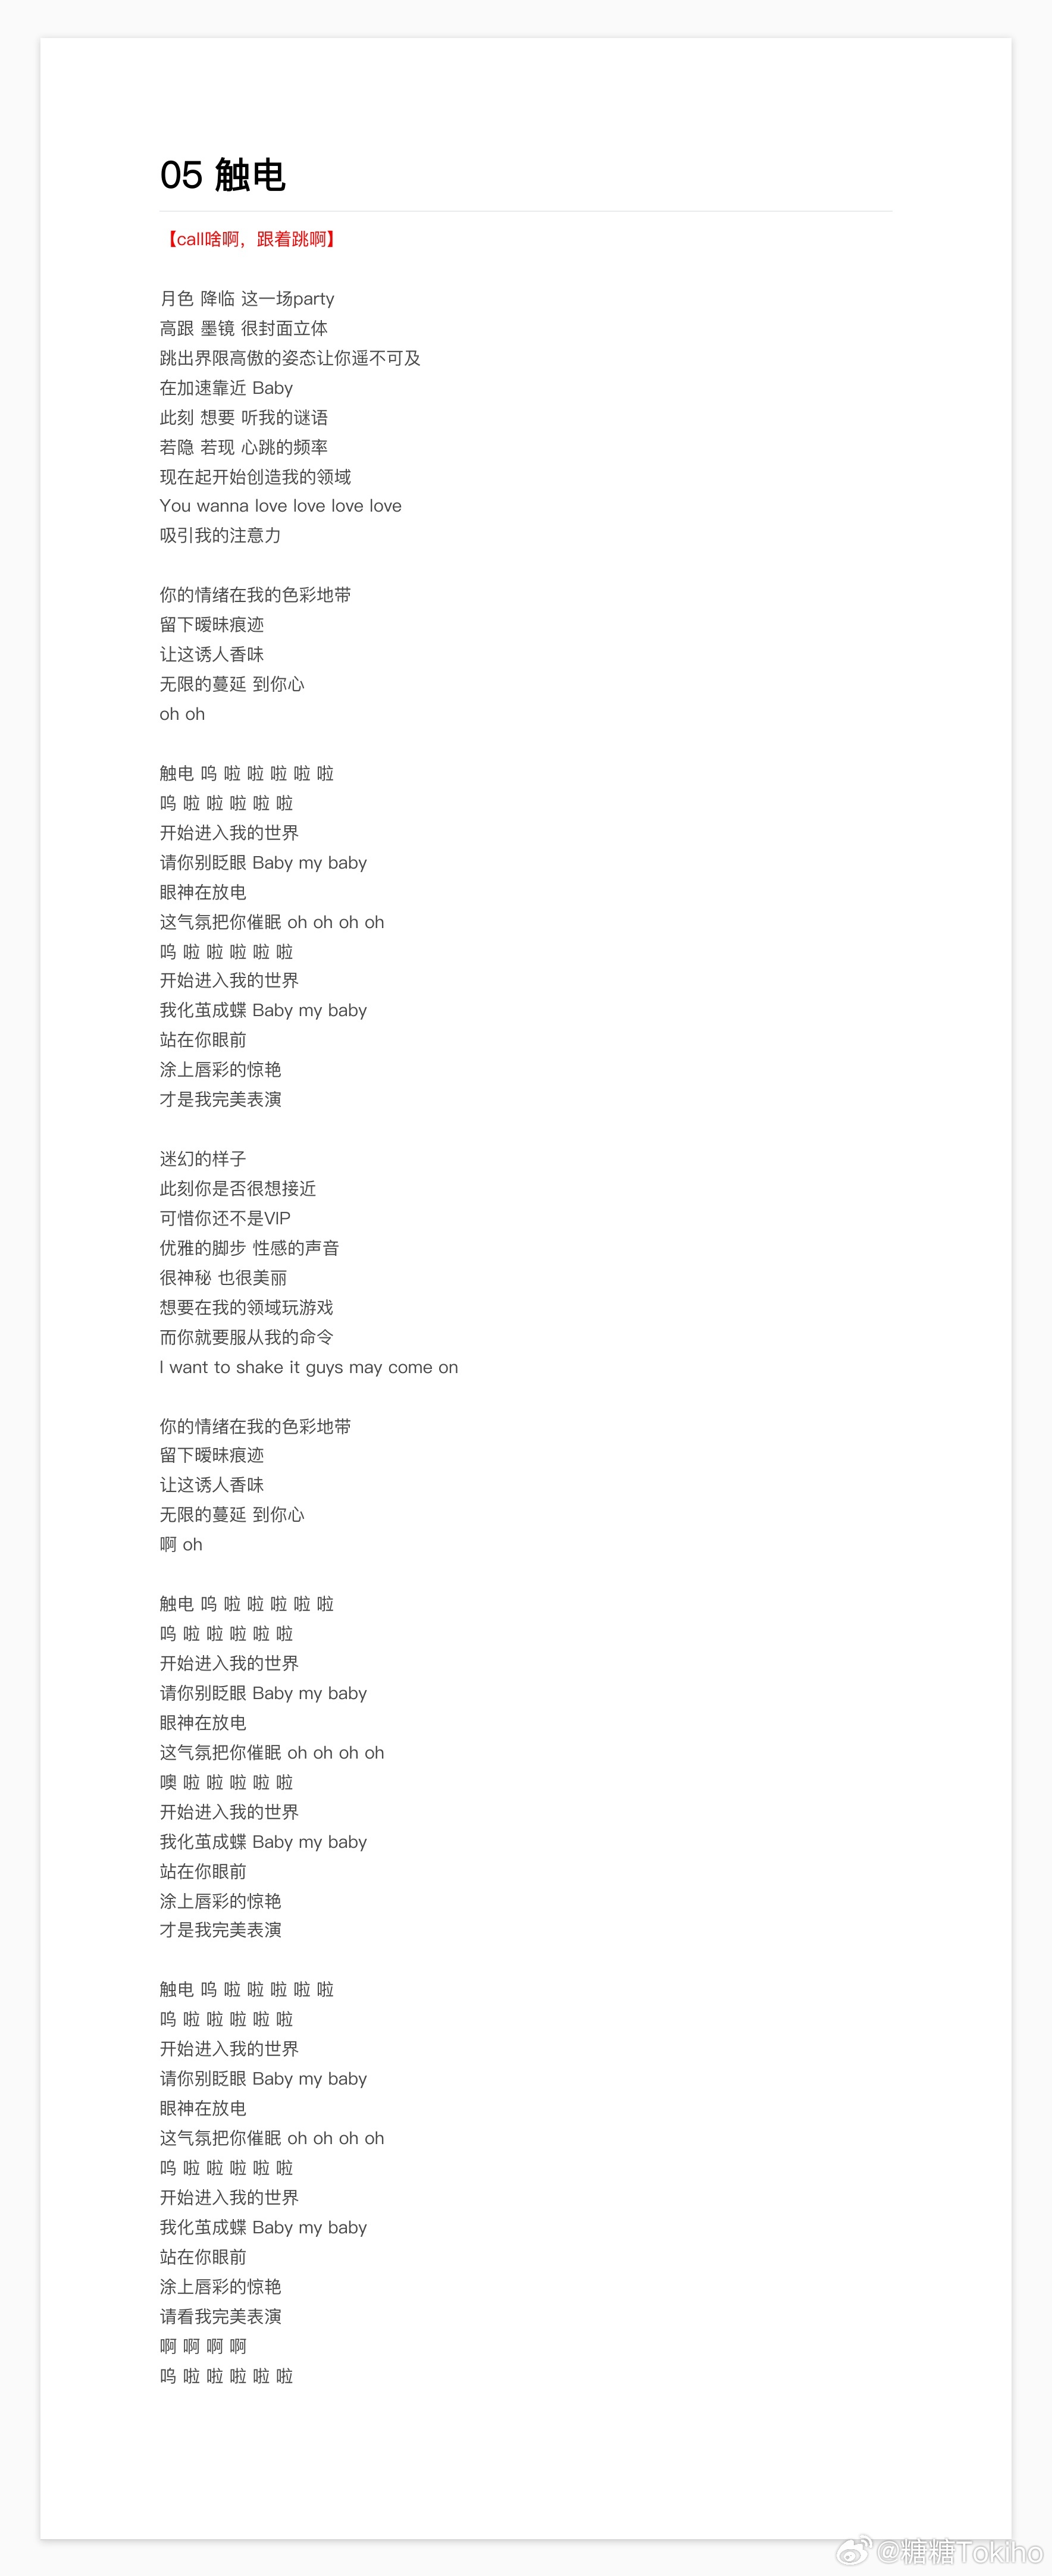 05 触电
【call啥啊，跟着跳啊】
月色 降临 这一场party
高跟 墨镜 很封面立体
跳出界限高傲的姿态让你遥不可及
在加速靠近 Baby
此刻 想要 听我的谜语
若隐 若现 心跳的频率
现在起开始创造我的领域
You wanna love love love love
吸引我的注意力
你的情绪在我的色彩地带
留下暧昧痕迹
让这诱人香味
无限的蔓延 到你心
oh oh
触电 呜 啦 啦 啦 啦 啦
呜 啦 啦 啦 啦 啦
开始进入我的世界
请你别眨眼 Baby my baby
眼神在放电
这气氛把你催眠 oh oh oh oh
呜 啦 啦 啦 啦 啦
开始进入我的世界
我化茧成蝶 Baby my baby
站在你眼前
涂上唇彩的惊艳
才是我完美表演
迷幻的样子
此刻你是否很想接近
可惜你还不是VIP
优雅的脚步 性感的声音
很神秘 也很美丽
想要在我的领域玩游戏
而你就要服从我的命令
I want to shake it guys may come on
你的情绪在我的色彩地带
留下暧昧痕迹
让这诱人香味
无限的蔓延 到你心
啊 oh
触电 呜 啦 啦 啦 啦 啦
呜 啦 啦 啦 啦 啦
开始进入我的世界
请你别眨眼 Baby my baby
眼神在放电
这气氛把你催眠 oh oh oh oh
噢 啦 啦 啦 啦 啦
开始进入我的世界
我化茧成蝶 Baby my baby
站在你眼前
涂上唇彩的惊艳
才是我完美表演
触电 呜 啦 啦 啦 啦 啦
呜 啦 啦 啦 啦 啦
开始进入我的世界
请你别眨眼 Baby my baby
眼神在放电
这气氛把你催眠 oh oh oh oh
呜 啦 啦 啦 啦 啦
开始进入我的世界
我化茧成蝶 Baby my baby
站在你眼前
涂上唇彩的惊艳
请看我完美表演
啊 啊 啊 啊
呜 啦 啦 啦 啦 啦
@糖糖Tokiho